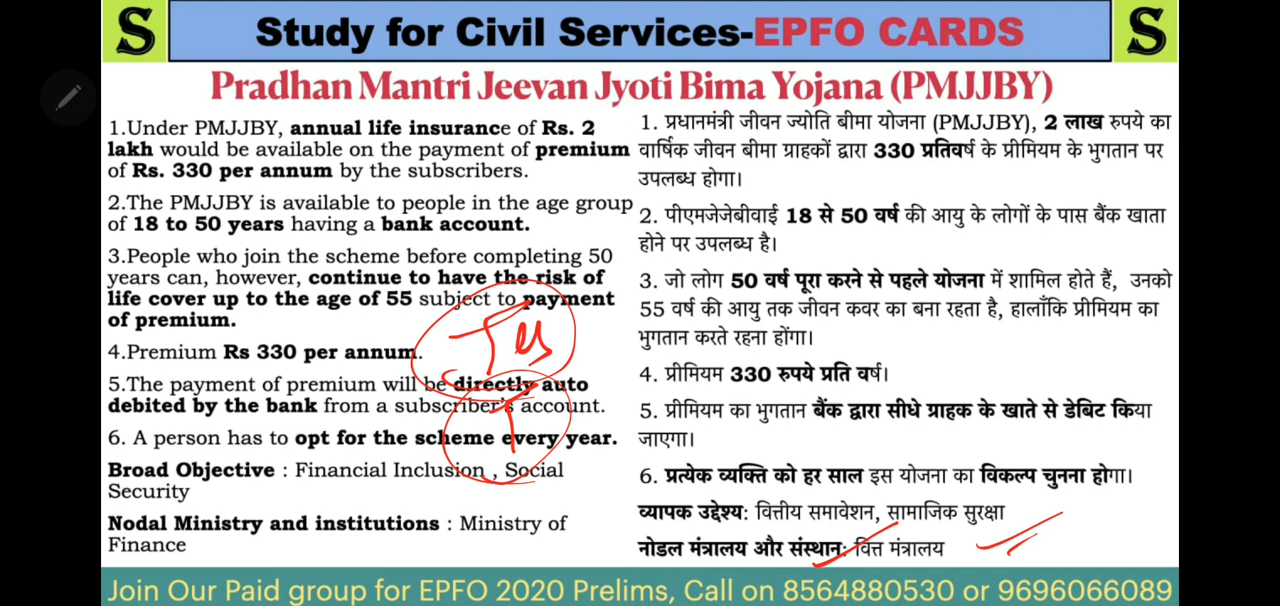 S
Study for Civil Services-EPFO CARDS
S
Pradhan Mantri Jeevan Jyoti Bima Yojana (PMJJBY)
1.Under PMJJBY, annual life insurance of Rs. 2
lakh would be available on the payment of premium
of Rs. 330 per annum by the subscribers.
2.The PMJJBY is available to people in the age group
of 18 to 50 years having a bank account.
3.People who join the scheme before completing 50
years can, however, continue to have the risk of
life cover up to the age of 55 subject to payment
of premium.
4.Premium Rs 330 per annum.
5.The payment of premium will be directly auto
debited by the bank from a subscriber's account.
6. A person has to opt for the scheme every year.
Broad Objective : Financial Inclusion , Social
Security
Nodal Ministry and institutions : Ministry of
Finance
1. प्रधानमंत्री जीवन ज्योति बीमा योजना (PMJJBY), 2 लाख रुपये का
वार्षिक जीवन बीमा ग्राहकों द्वारा 330 प्रतिवर्ष के प्रीमियम के भुगतान पर
उपलब्ध होगा।
2. पीएमजेजेबीवाई 18 से 50 वर्ष की आयु के लोगों के पास बैंक खाता
होने पर उपलब्ध है।
3. जो लोग 50 वर्ष पूरा करने से पहले योजना में शामिल होते हैं, उनको
55 वर्ष की आयु तक जीवन कवर का बना रहता है, हालाँकि प्रीमियम का
भुगतान करते रहना होंगा।
4. प्रीमियम 330 रुपये प्रति वर्ष।
5. प्रीमियम का भुगतान बैंक द्वारा सीधे ग्राहक के खाते से डेबिट किया
जाएगा।
6. प्रत्येक व्यक्ति को हर साल इस योजना का विकल्प चुनना होगा।
व्यापक उद्देश्य: वित्तीय समावेशन, सामाजिक सुरक्षा
नोडल मंत्रालय और संस्थान: वित्त मंत्रालय
T
Join Our Paid group for EPFO 2020 Prelims, Call on 8564880530 or 9696066089